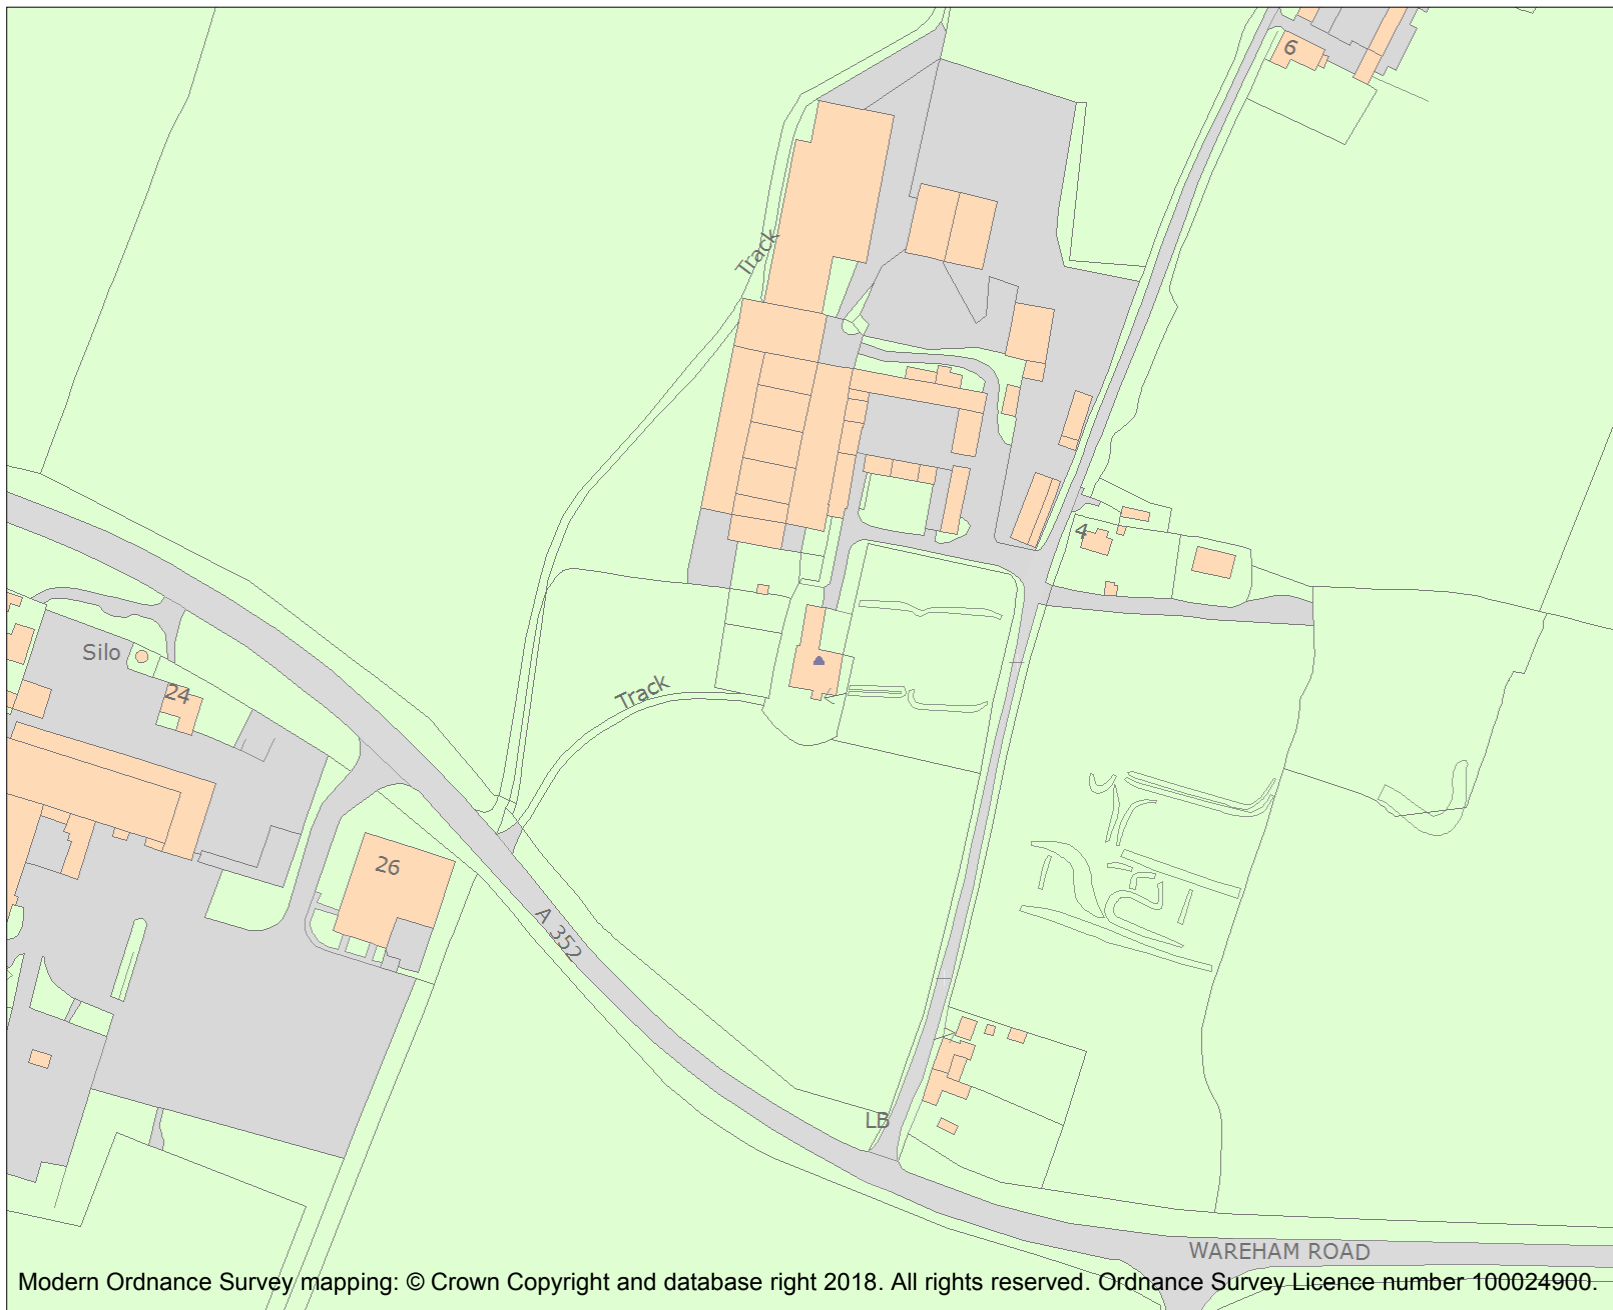 6
Track
4
Silo
24
Track
26
A 352
LB
WAREHAM ROAD
Modern Ordnance Survey mapping: © Crown Copyright and database right 2018. All rights reserved. Ordnance Survey Licence number 100024900.